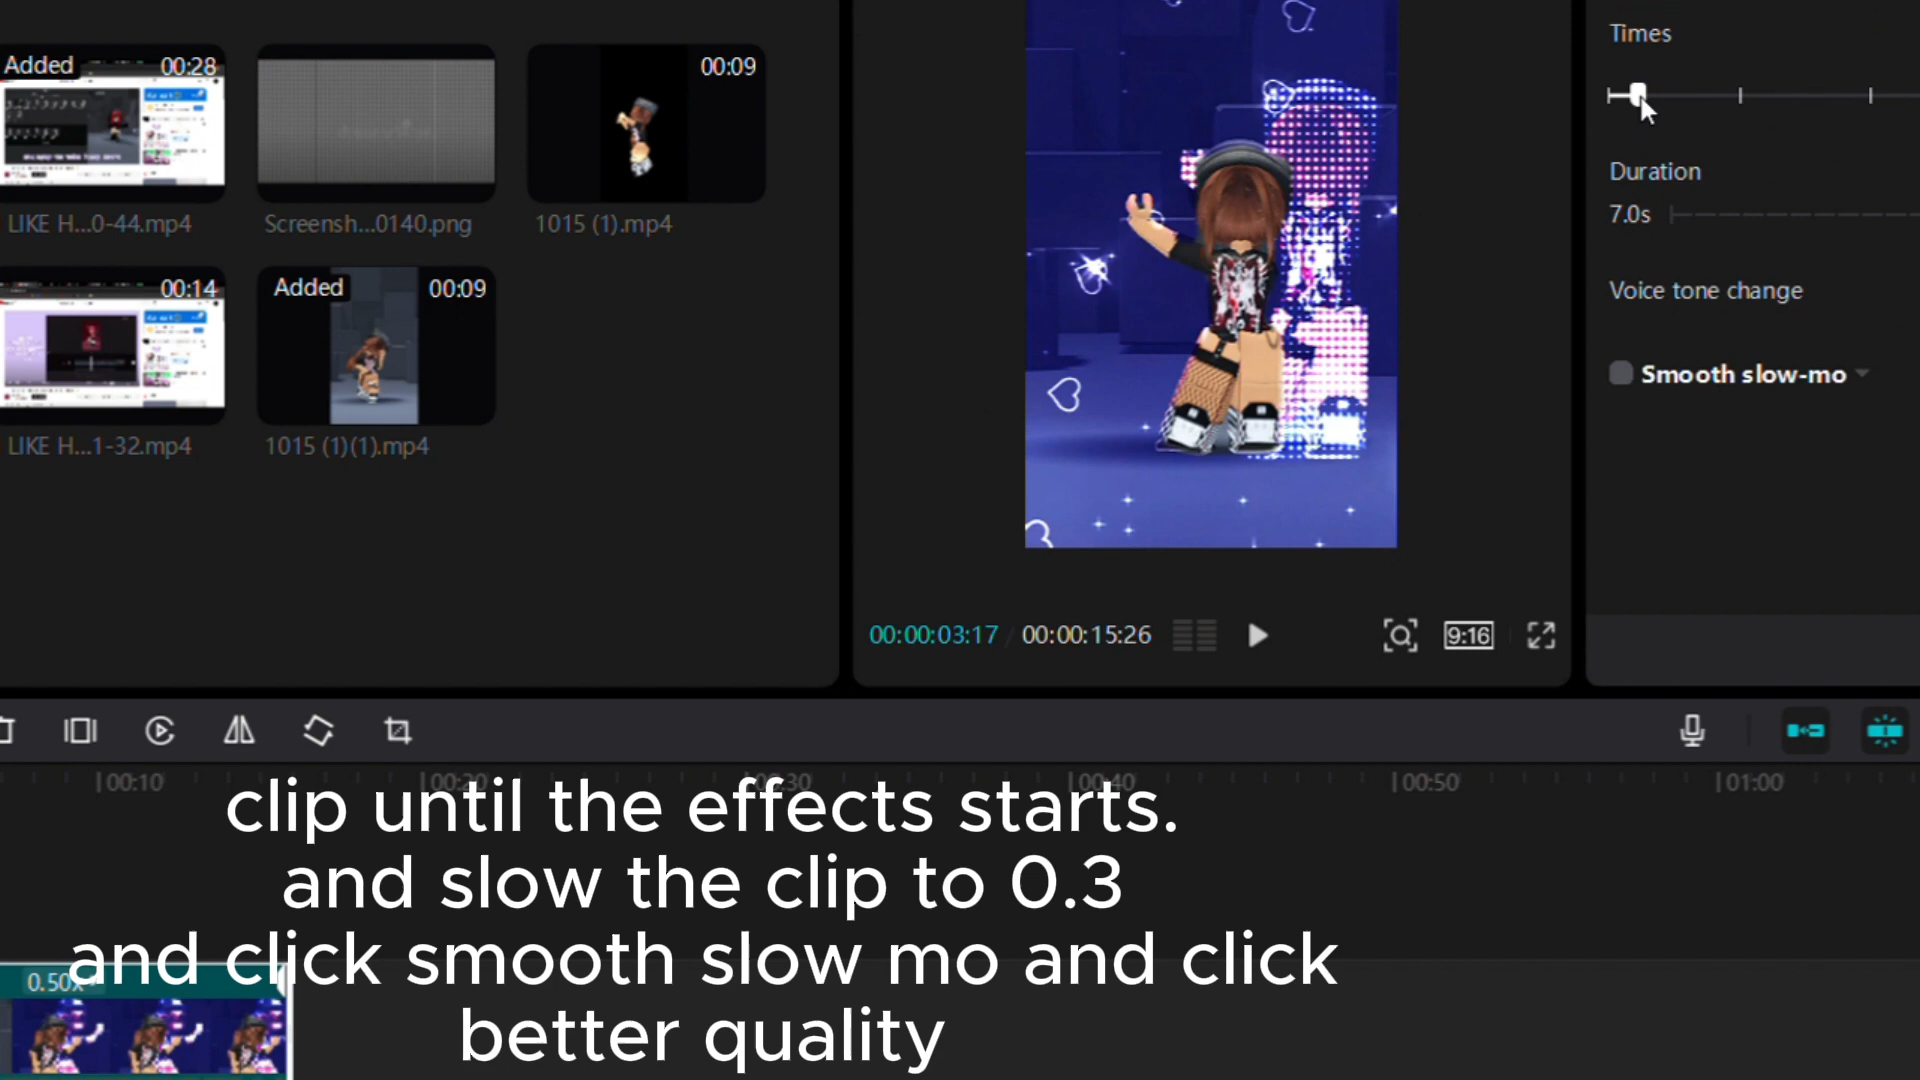 Added 00:28
00:09
LIKE H...0-44.mp4
Screensh...0140.png
1015 (1).mp4
00:14
Added 00:09
LIKE H...1-32.mp4
1015 (1)(1).mp4
Times
Duration
7.0s
Voice tone change
Smooth slow-mo
00:00:03:17 / 00:00:15:26
9:16
00:10 00:20 00:30 00:40 00:50 01:00
clip until the effects starts.
and slow the clip to 0.3
and click smooth slow mo and click
better quality
0.50x